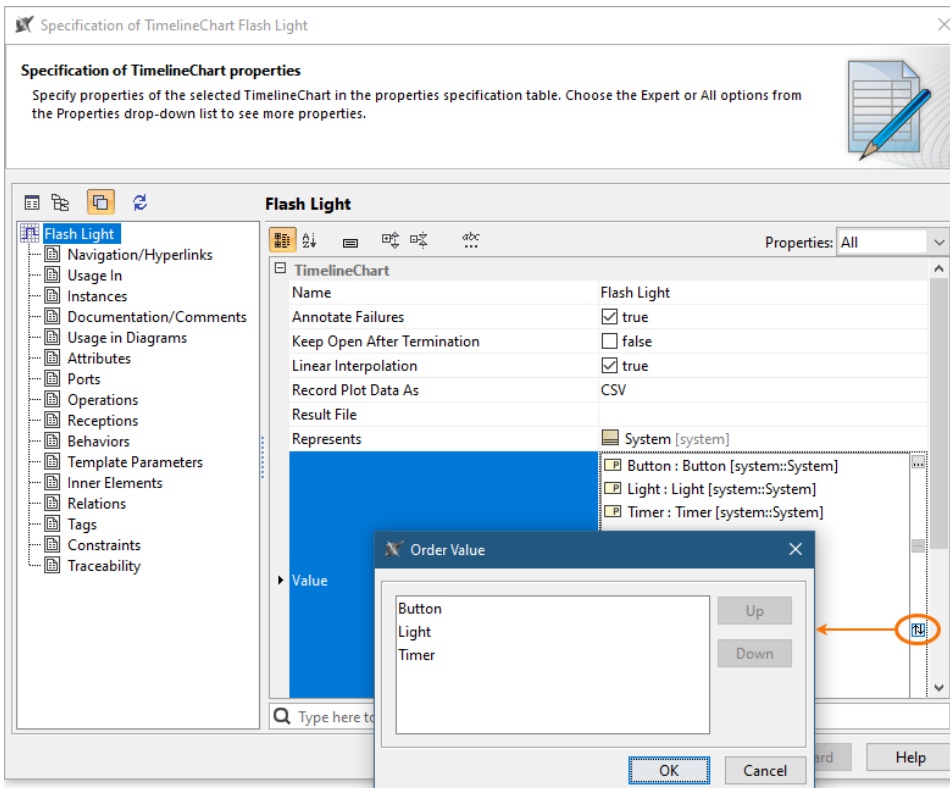 Specification of TimelineChart Flash Light
Specification of TimelineChart properties
Specify properties of the selected TimelineChart in the properties specification table. Choose the Expert or All options from
the Properties drop-down list to see more properties.
Flash Light
Navigation/Hyperlinks
Usage In
Instances
Documentation/Comments
Usage in Diagrams
Attributes
Ports
Operations
Receptions
Behaviors
Template Parameters
Inner Elements
Relations
Tags
Constraints
Traceability
Flash Light
Properties: All
TimelineChart
Name Flash Light
Annotate Failures true
Keep Open After Termination false
Linear Interpolation true
Record Plot Data As CSV
Result File
Represents System [system]
Value
Button : Button [system::System]
Light : Light [system::System]
Timer : Timer [system::System]
Type here to
Help
Order Value
Button
Light
Timer
Up
Down
OK
Cancel